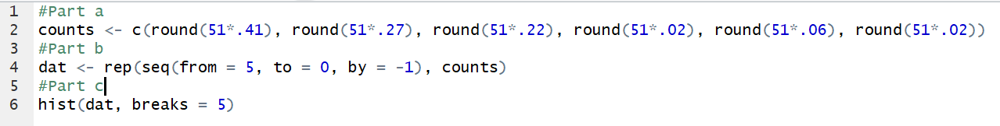 1 #Part a
2 counts <- c(round(51*.41), round(51*.27), round(51*.22), round(51*.02), round(51*.06), round(51*.02))
3 #Part b
4 dat <- rep(seq(from = 5, to = 0, by = -1), counts)
5 #Part c
6 hist(dat, breaks = 5)